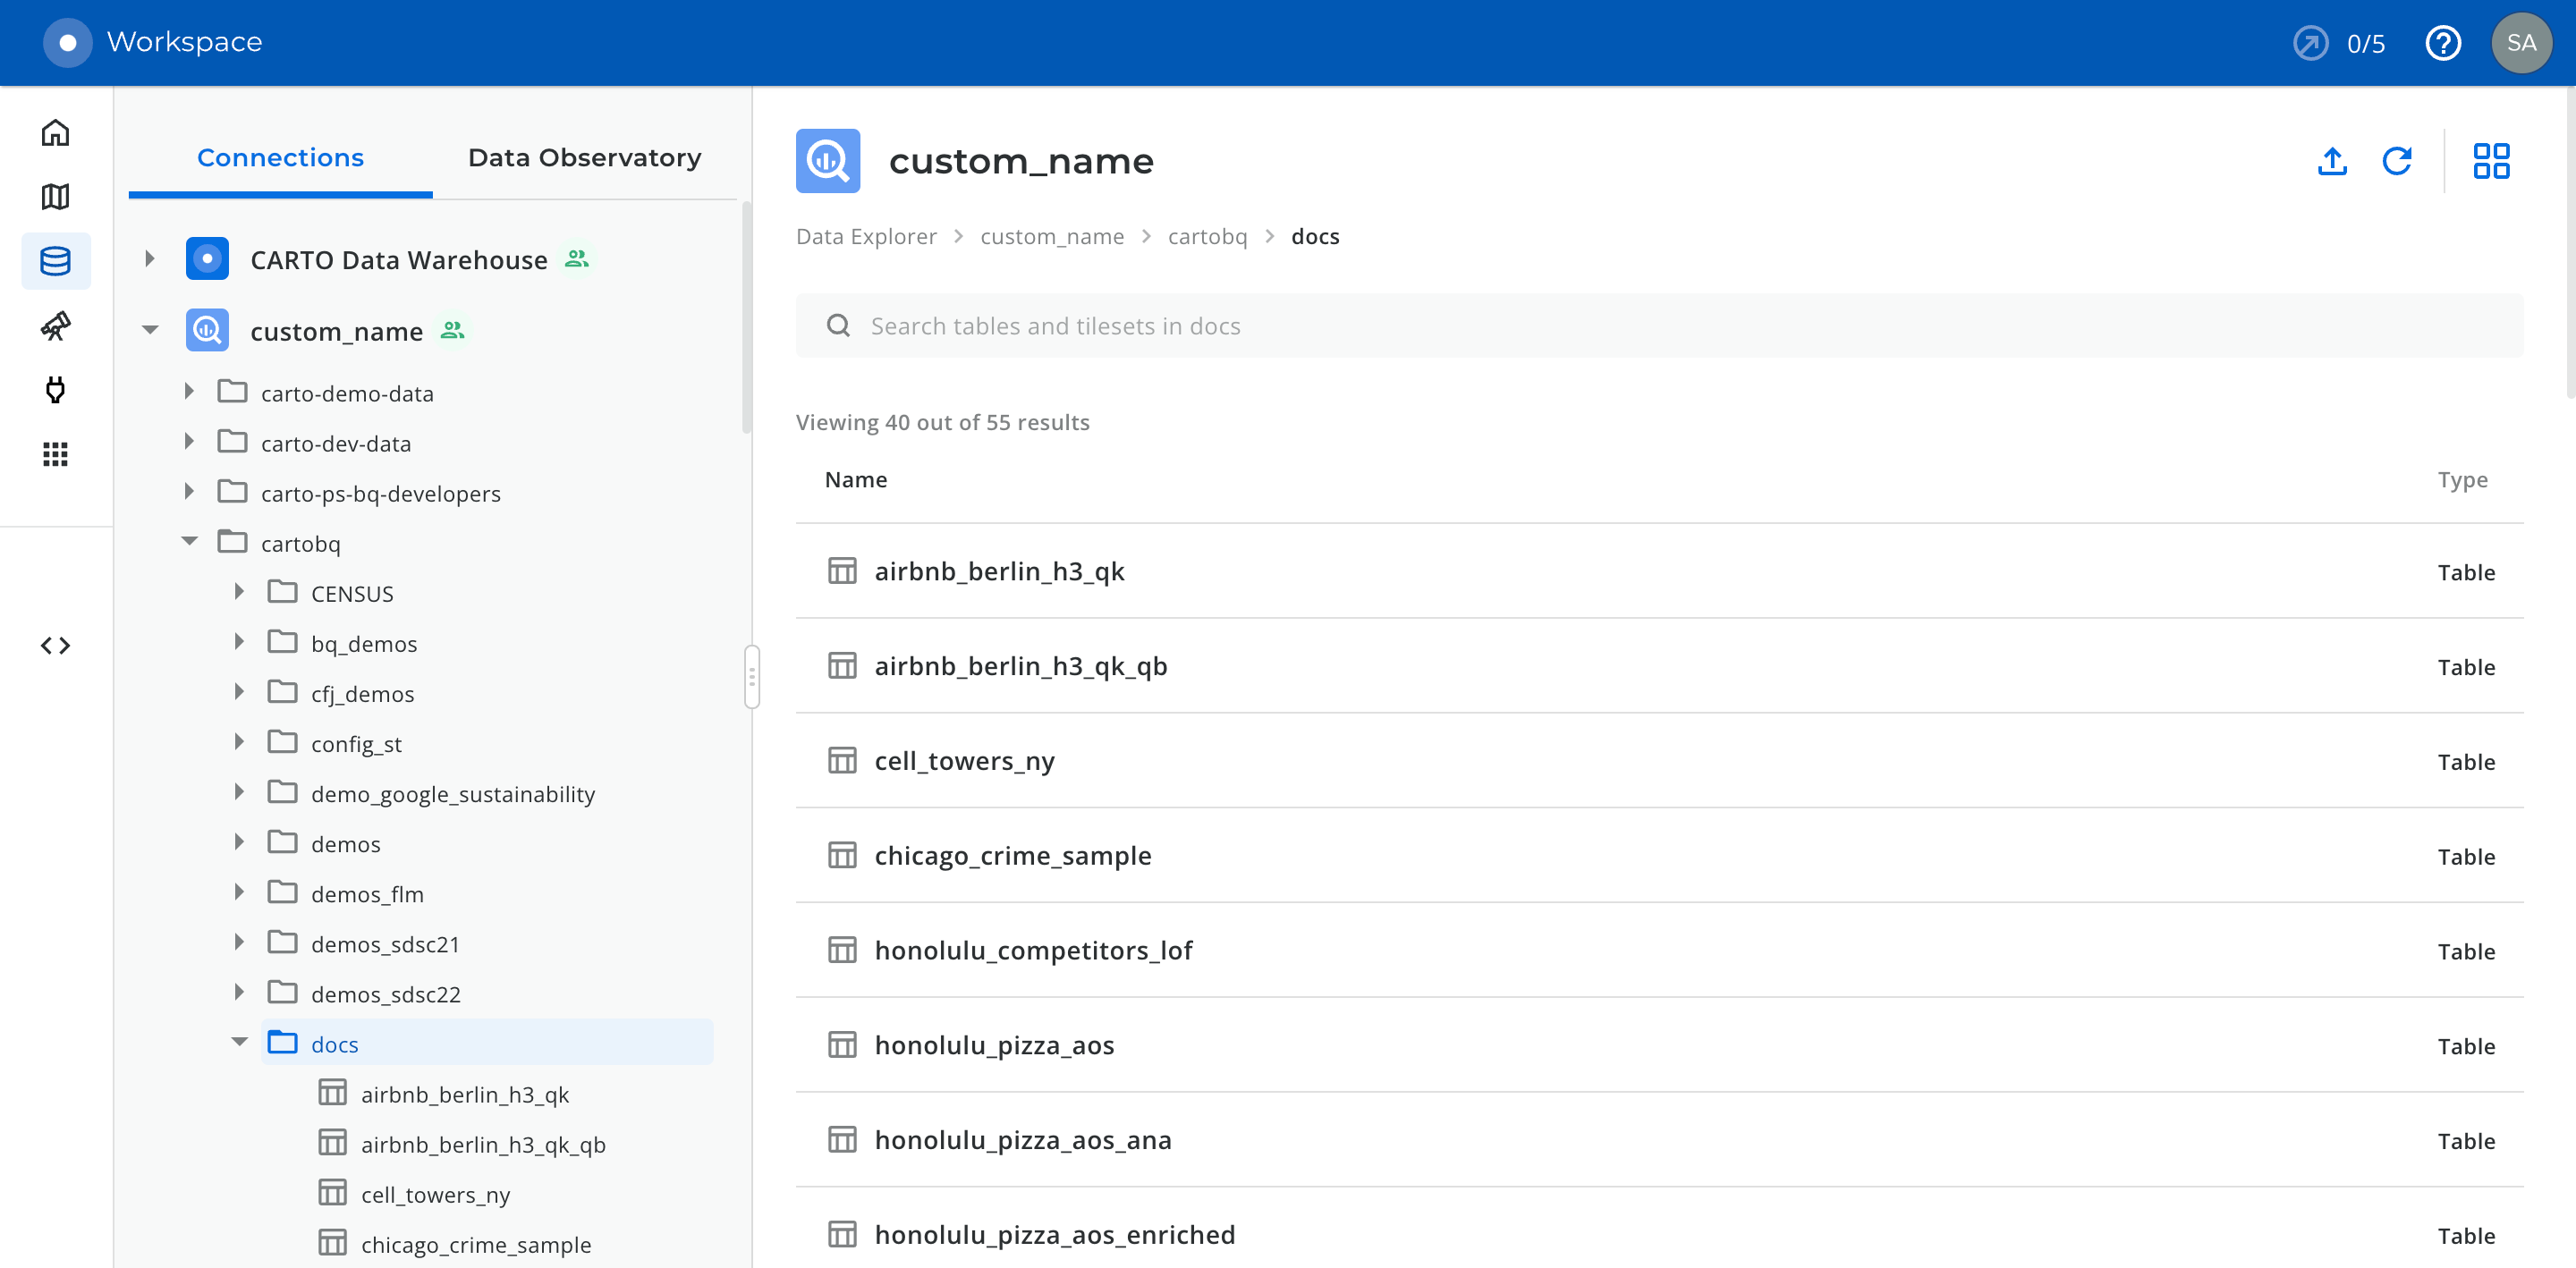 Workspace
0/5
SA
Connections
Data Observatory
CARTO Data Warehouse
custom_name
carto-demo-data
carto-dev-data
carto-ps-bq-developers
cartobq
CENSUS
bq_demos
cfj_demos
config_st
demo_google_sustainability
demos
demos_flm
demos_sdsc21
demos_sdsc22
docs
airbnb_berlin_h3_qk
airbnb_berlin_h3_qk_qb
cell_towers_ny
chicago_crime_sample
custom_name
Data Explorer > custom_name > cartobq > docs
Search tables and tilesets in docs
Viewing 40 out of 55 results
Name Type
airbnb_berlin_h3_qk Table
airbnb_berlin_h3_qk_qb Table
cell_towers_ny Table
chicago_crime_sample Table
honolulu_competitors_lof Table
honolulu_pizza_aos Table
honolulu_pizza_aos_ana Table
honolulu_pizza_aos_enriched Table